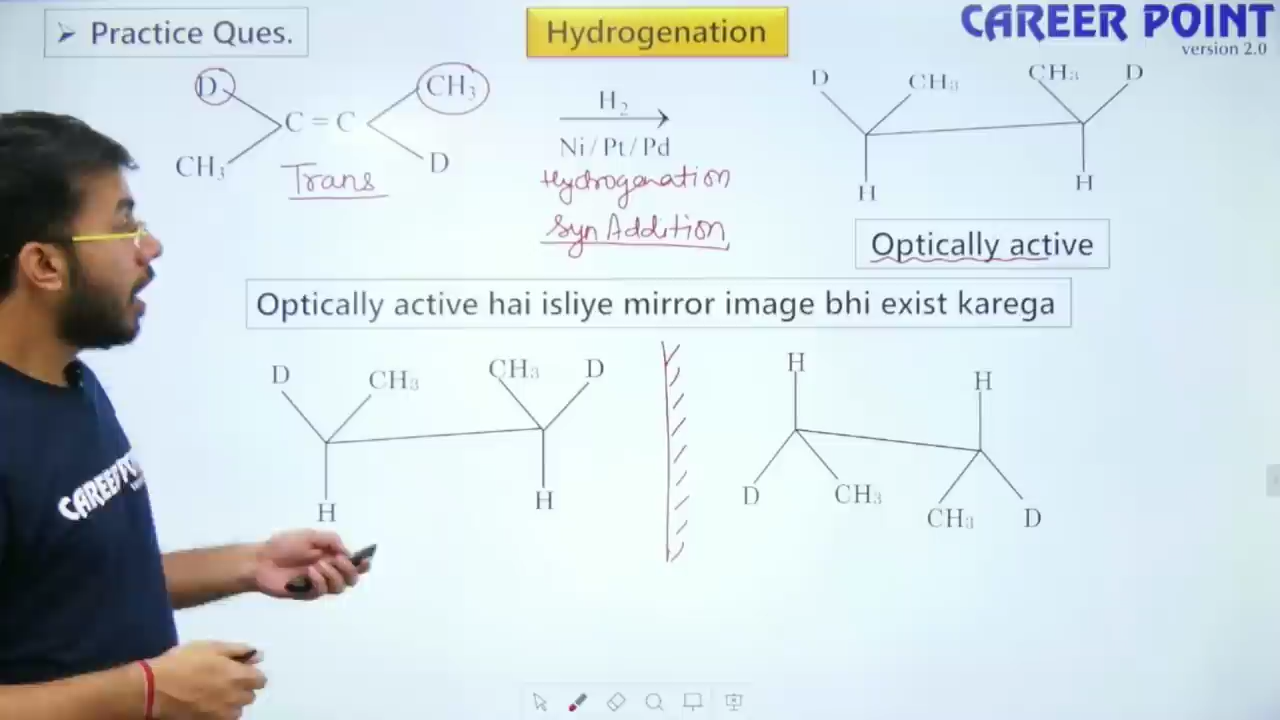 ➤ Practice Ques.
Hydrogenation
CAREER POINT
version 2.0
D
CH₃
C = C
CH₃
D
Trans
H₂
Ni/Pt/Pd
Hydrogenation
Syn Addition
D
CH₃
CH₃
D
H
H
Optically active
Optically active hai isliye mirror image bhi exist karega
D
CH₃
CH₃
D
H
H
H
H
D
CH₃
CH₃
D